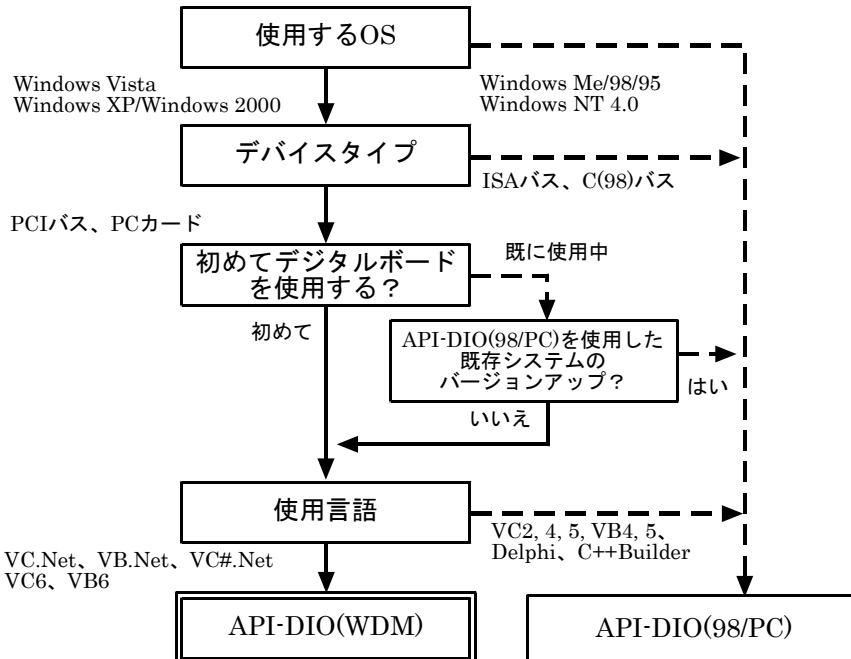 使用するOS
Windows Vista
Windows XP/Windows 2000
Windows Me/98/95
Windows NT 4.0
デバイスタイプ
ISAバス、C(98)バス
PCIバス、PCカード
初めてデジタルボード
を使用する？
既に使用中
初めて
API-DIO(98/PC)を使用した
既存システムの
バージョンアップ？
はい
いいえ
使用言語
VC2, 4, 5, VB4, 5、
Delphi、C++Builder
VC.Net、VB.Net、VC#.Net
VC6、VB6
API-DIO(WDM)
API-DIO(98/PC)